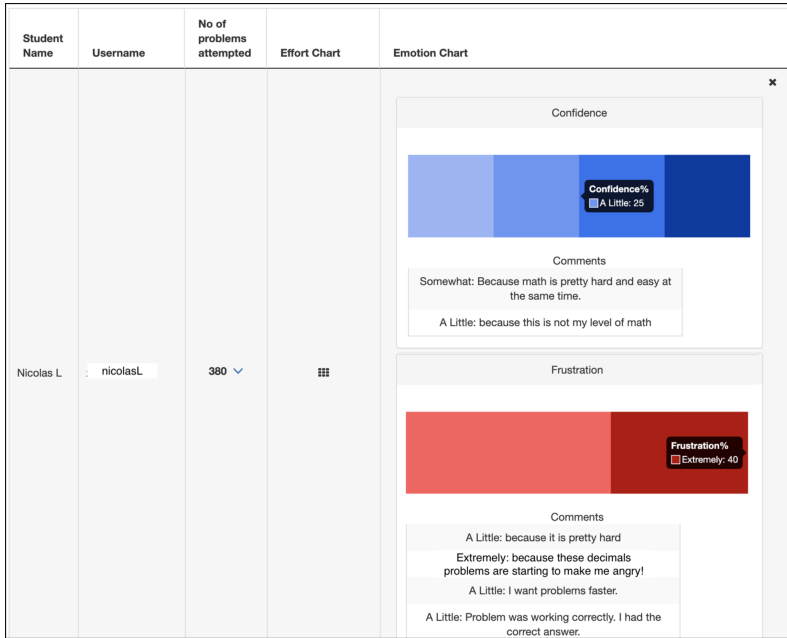 Student
Name
Username
No of
problems
attempted
Effort Chart
Emotion Chart
Nicolas L
nicolasL
380
Confidence
Confidence%
A Little: 25
Comments
Somewhat: Because math is pretty hard and easy at
the same time.
A Little: because this is not my level of math
Frustration
Frustration%
Extremely: 40
Comments
A Little: because it is pretty hard
Extremely: because these decimals
problems are starting to make me angry!
A Little: I want problems faster.
A Little: Problem was working correctly. I had the
correct answer.